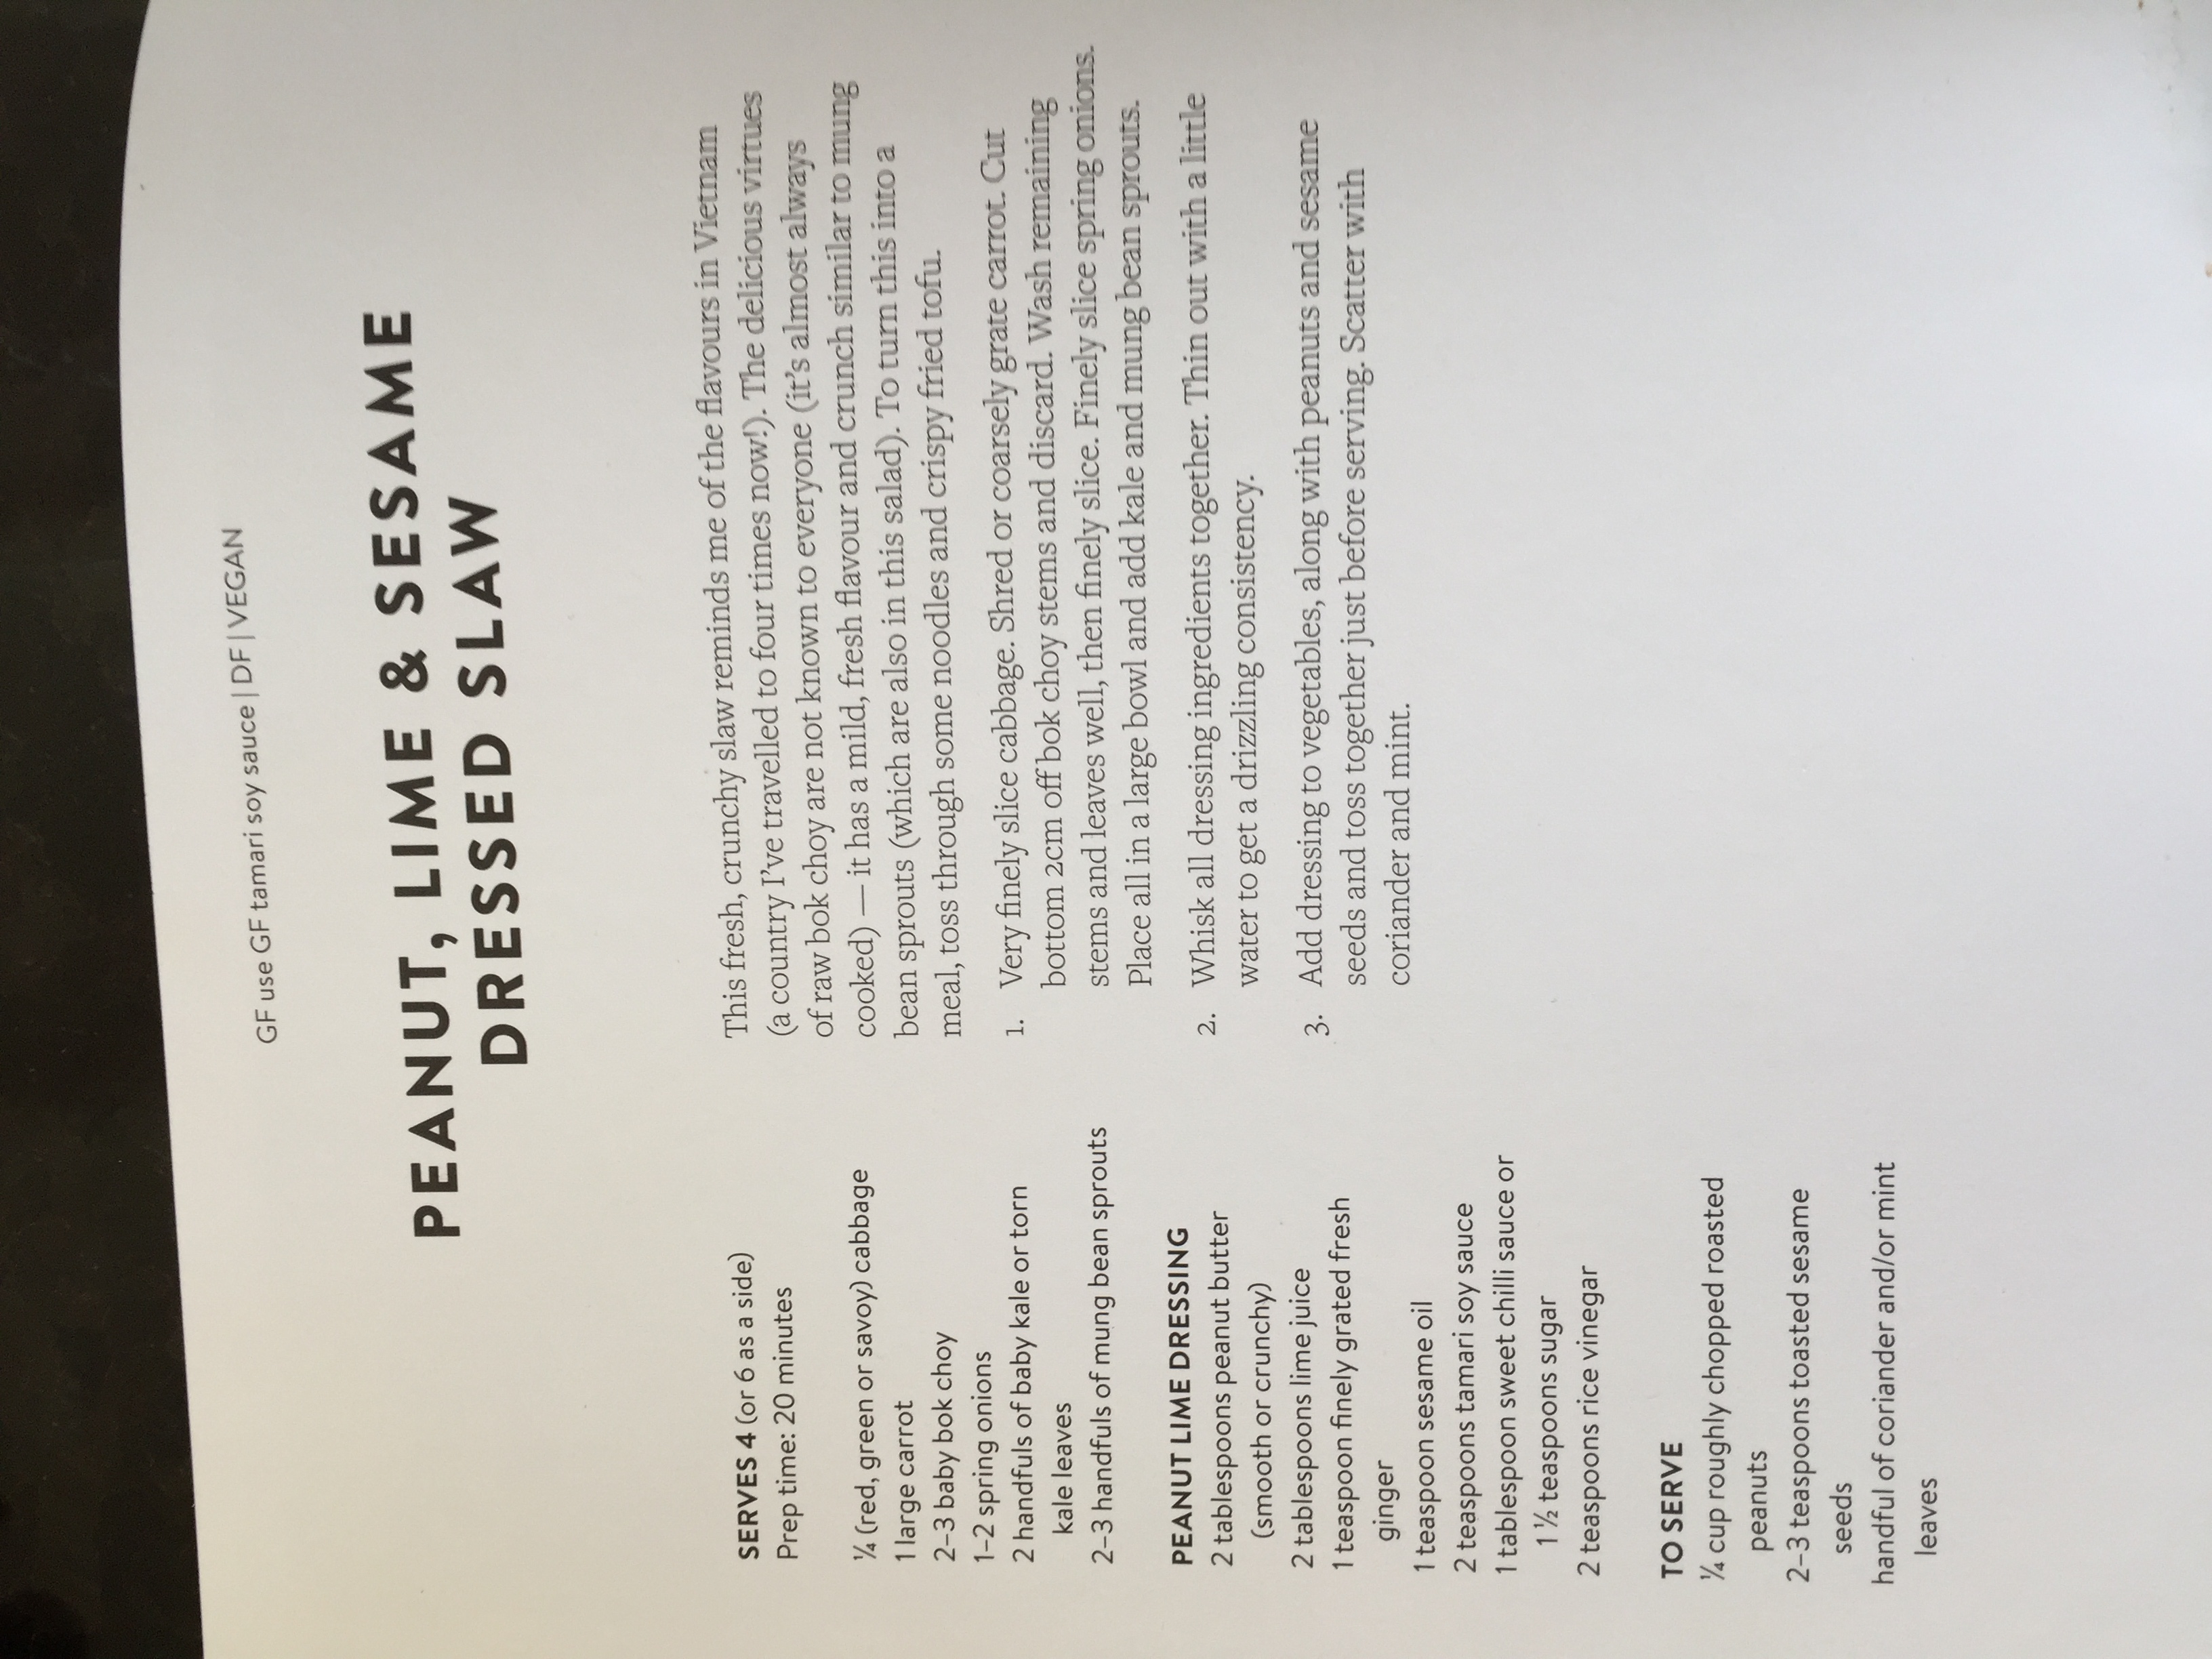 GF use GF tamari soy sauce | DF | VEGAN
PEANUT, LIME & SESAME
DRESSED SLAW
SERVES 4 (or 6 as a side)
Prep time: 20 minutes
¼ (red, green or savoy) cabbage
1 large carrot
2–3 baby bok choy
1–2 spring onions
2 handfuls of baby kale or torn
kale leaves
2–3 handfuls of mung bean sprouts
PEANUT LIME DRESSING
2 tablespoons peanut butter
(smooth or crunchy)
2 tablespoons lime juice
1 teaspoon finely grated fresh
ginger
1 teaspoon sesame oil
2 teaspoons tamari soy sauce
1 tablespoon sweet chilli sauce or
1 ½ teaspoons sugar
2 teaspoons rice vinegar
TO SERVE
¼ cup roughly chopped roasted
peanuts
2–3 teaspoons toasted sesame
seeds
handful of coriander and/or mint
leaves
This fresh, crunchy slaw reminds me of the flavours in Vietnam
(a country I've travelled to four times now!). The delicious virtues
of raw bok choy are not known to everyone (it's almost always
cooked) — it has a mild, fresh flavour and crunch similar to mung
bean sprouts (which are also in this salad). To turn this into a
meal, toss through some noodles and crispy fried tofu.
1. Very finely slice cabbage. Shred or coarsely grate carrot. Cut
bottom 2cm off bok choy stems and discard. Wash remaining
stems and leaves well, then finely slice. Finely slice spring onions.
Place all in a large bowl and add kale and mung bean sprouts.
2. Whisk all dressing ingredients together. Thin out with a little
water to get a drizzling consistency.
3. Add dressing to vegetables, along with peanuts and sesame
seeds and toss together just before serving. Scatter with
coriander and mint.